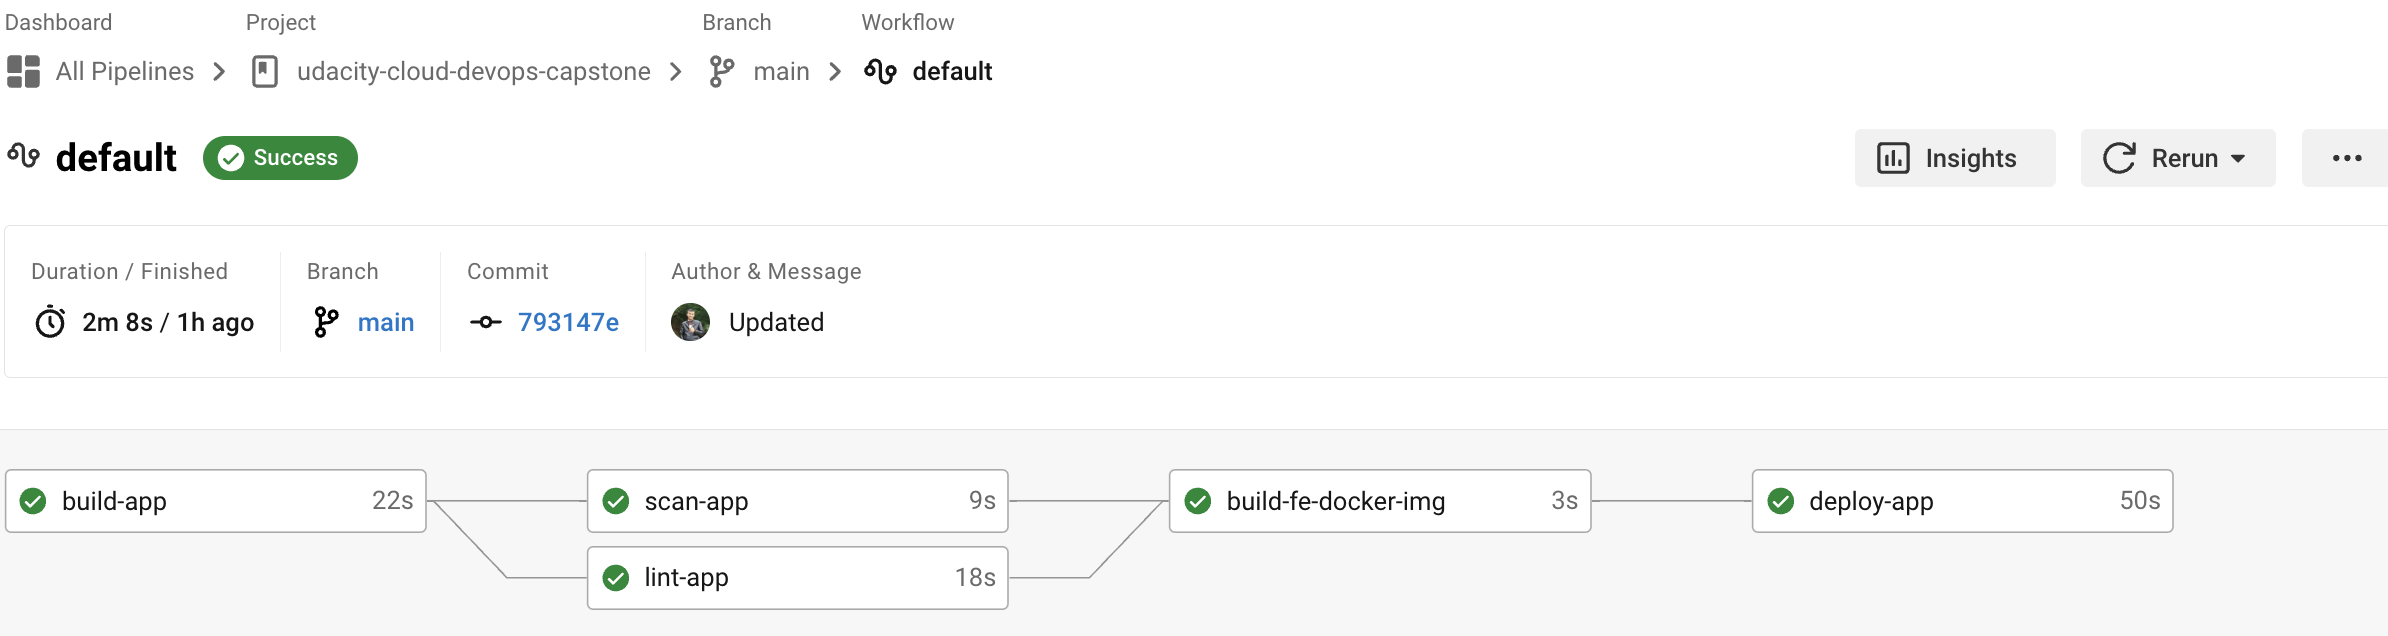 Dashboard Project Branch Workflow
All Pipelines udacity-cloud-devops-capstone main default
default Success Insights Rerun
Duration / Finished Branch Commit Author & Message
2m 8s / 1h ago main 793147e Updated
build-app 22s scan-app 9s build-fe-docker-img 3s deploy-app 50s
lint-app 18s